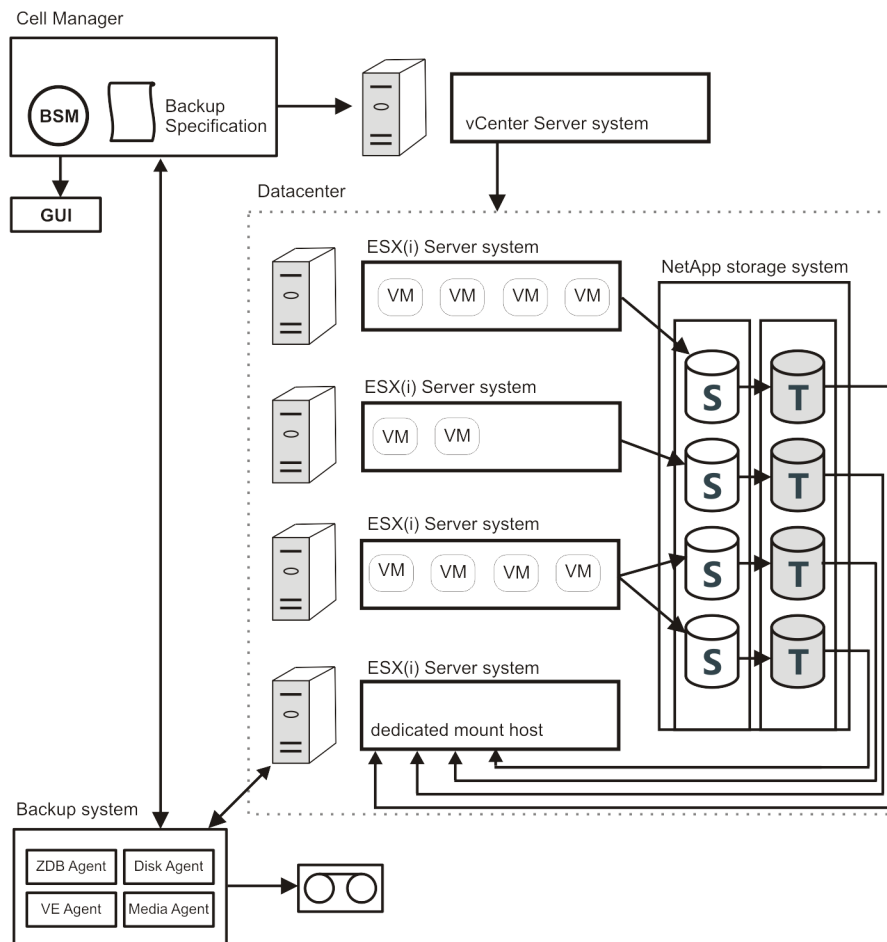 Cell Manager
BSM
Backup
Specification
GUI
vCenter Server system
Datacenter
ESX(i) Server system
VM VM VM VM
NetApp storage system
S T
ESX(i) Server system
VM VM
S T
ESX(i) Server system
VM VM VM VM
S T
S T
ESX(i) Server system
dedicated mount host
Backup system
ZDB Agent Disk Agent
VE Agent Media Agent